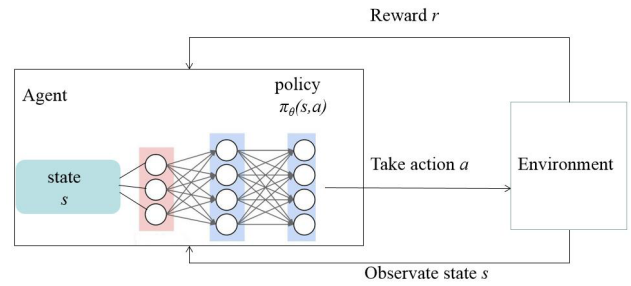 Reward r
Agent
policy
πθ(s,a)
state
s
Take action a
Environment
Observate state s